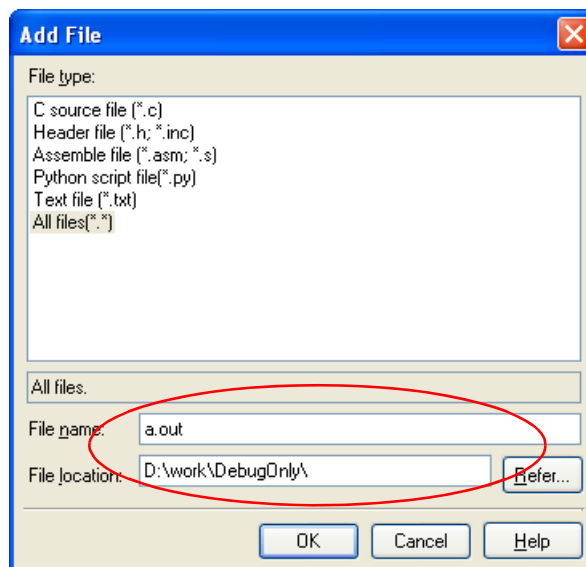 Add File
File type:
C source file (*.c)
Header file (*.h; *.inc)
Assemble file (*.asm; *.s)
Python script file(*.py)
Text file (*.txt)
All files(*.*)
All files.
File name: a.out
File location: D:\work\DebugOnly\ Refer...
OK Cancel Help